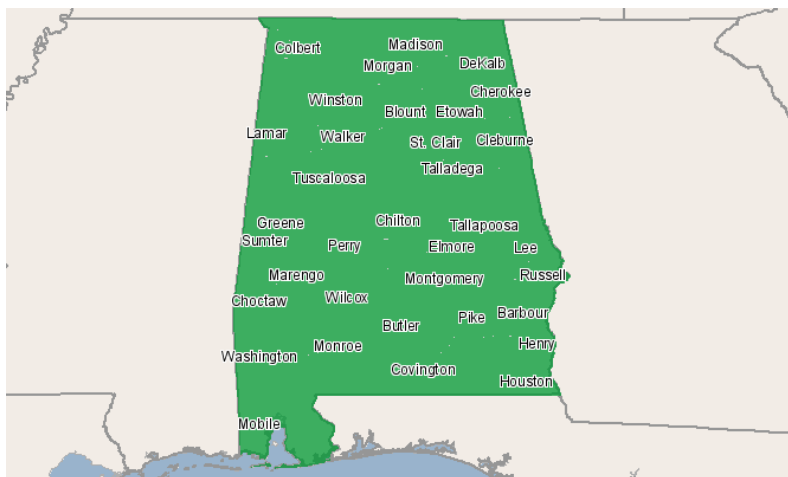 Madison
Colbert
DeKalb
Morgan
Cherokee
Winston
Blount
Etowah
Lamar
Walker
Cleburne
St. Clair
Talladega
Tuscaloosa
Chilton
Greene
Tallapoosa
Sumter
Perry
Elmore
Lee
Marengo
Russell
Montgomery
Wilcox
Choctaw
Barbour
Pike
Butler
Henry
Monroe
Washington
Covington
Houston
Mobile